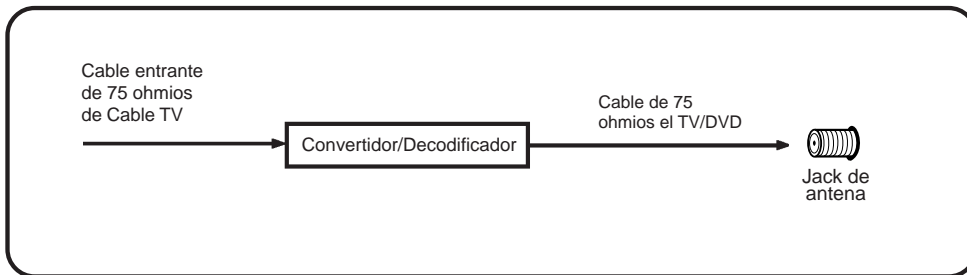 Cable entrante
de 75 ohmios
de Cable TV
Convertidor/Decodificador
Cable de 75
ohmios el TV/DVD
Jack de
antena